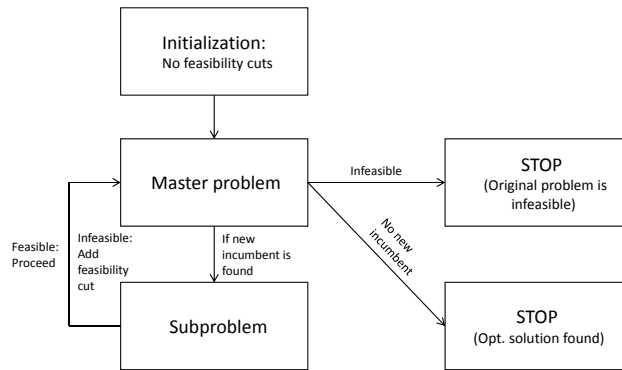 Initialization:
No feasibility cuts
Master problem
Infeasible
STOP
(Original problem is
infeasible)
Feasible:
Proceed
Infeasible:
Add
feasibility
cut
If new
incumbent is
found
No new
incumbent
Subproblem
STOP
(Opt. solution found)